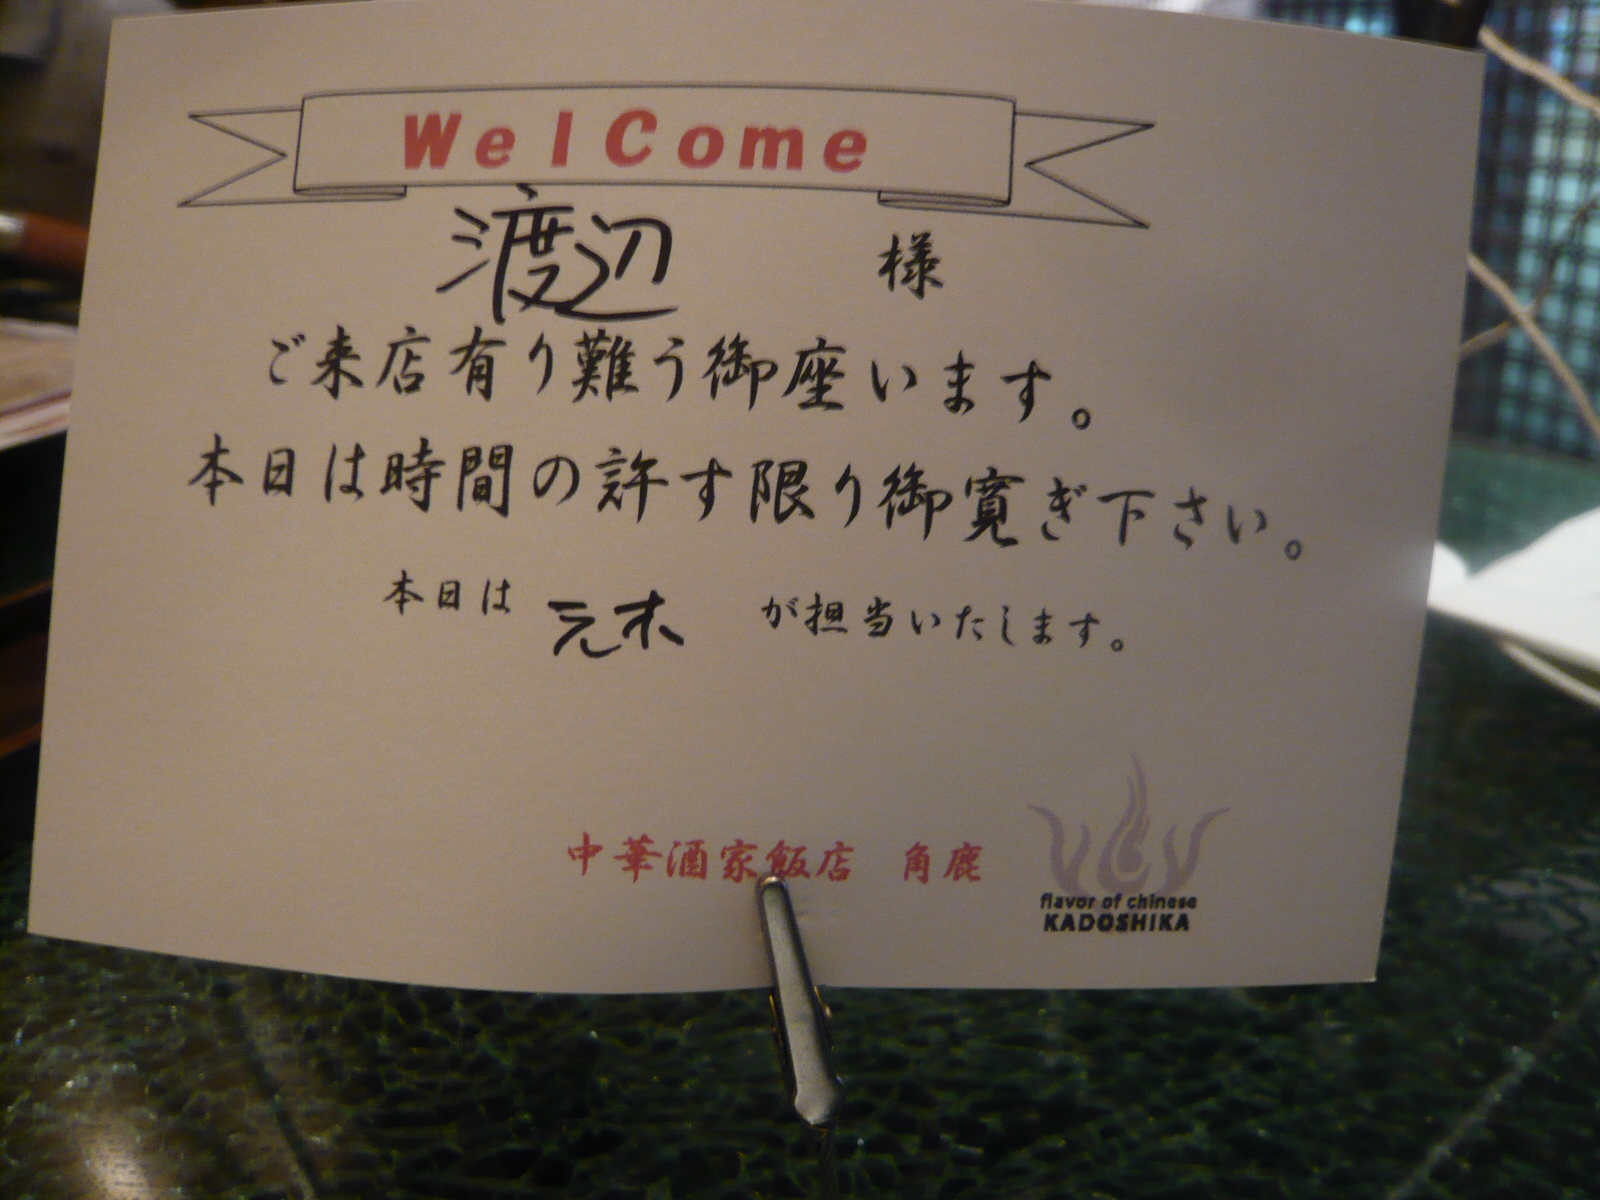 WelCome
渡辺 様
ご来店有り難う御座います。
本日は時間の許す限り御寛ぎ下さい。
本日は 元木 が担当いたします。
中華酒家飯店 角鹿
flavor of chinese
KADOSHIKA